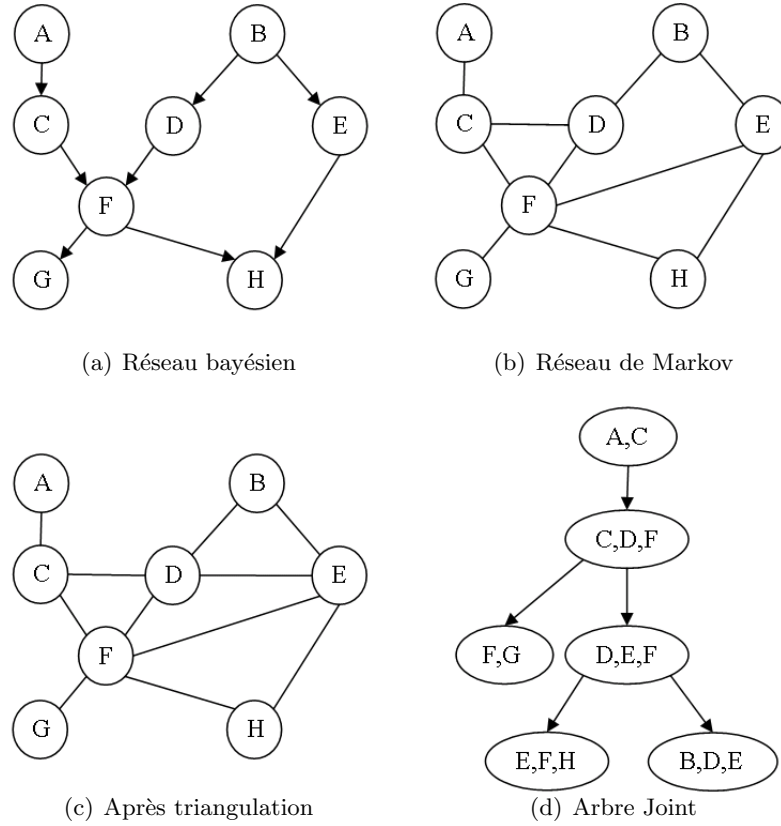 A
B
C
D
E
F
G
H
(a) Réseau bayésien
A
B
C
D
E
F
G
H
(b) Réseau de Markov
A
B
C
D
E
F
G
H
(c) Après triangulation
A,C
C,D,F
F,G
D,E,F
E,F,H
B,D,E
(d) Arbre Joint